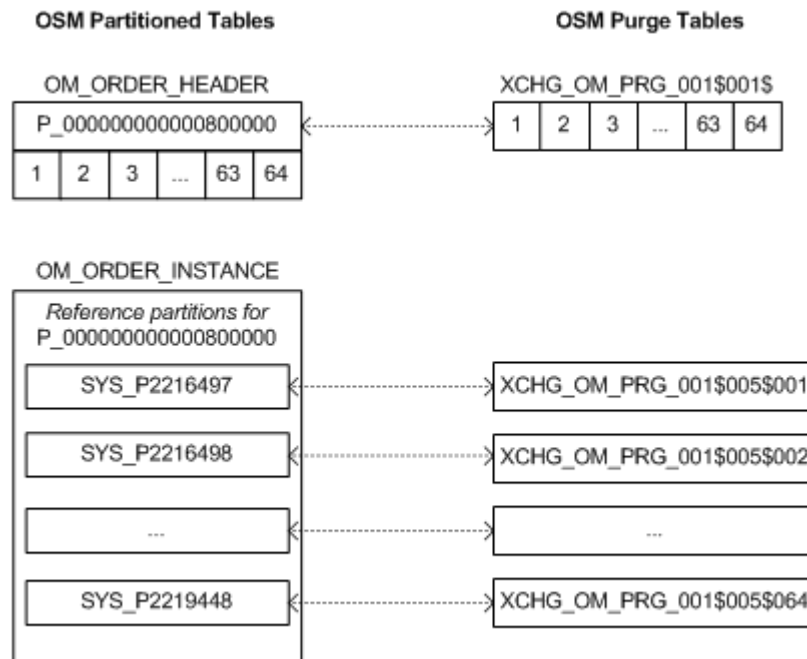 OSM Partitioned Tables
OSM Purge Tables
OM_ORDER_HEADER
XCHG_OM_PRG_001$001$
P_000000000000800000
1 2 3 ... 63 64
1 2 3 ... 63 64
OM_ORDER_INSTANCE
Reference partitions for
P_000000000000800000
SYS_P2216497
XCHG_OM_PRG_001$005$001
SYS_P2216498
XCHG_OM_PRG_001$005$002
...
...
SYS_P2219448
XCHG_OM_PRG_001$005$064